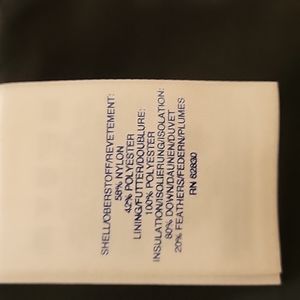 SHELL/OBERSTOFF/REVETEMENT:
58% NYLON
42% POLYESTER
LINING/FUTTER/DOUBLURE:
100% POLYESTER
INSULATION/ISOLIERUNG/ISOLATION:
80% DOWN/DAUNEN/DUVET
20% FEATHERS/FEDERN/PLUMES
RN 62830